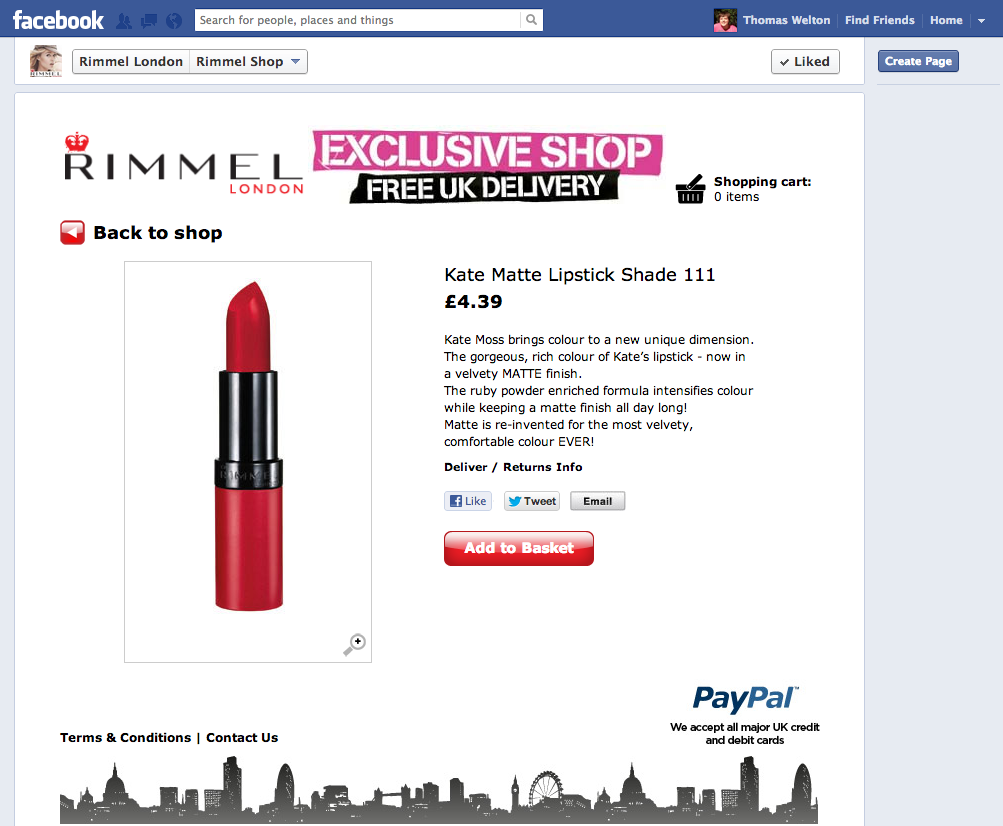 facebook
Search for people, places and things
Thomas Welton
Find Friends
Home
RIMMEL
Rimmel London
Rimmel Shop
Liked
Create Page
RIMMEL
LONDON
EXCLUSIVE SHOP
FREE UK DELIVERY
Shopping cart:
0 items
Back to shop
Kate Matte Lipstick Shade 111
£4.39
Kate Moss brings colour to a new unique dimension.
The gorgeous, rich colour of Kate’s lipstick - now in
a velvety MATTE finish.
The ruby powder enriched formula intensifies colour
while keeping a matte finish all day long!
Matte is re-invented for the most velvety,
comfortable colour EVER!
Deliver / Returns Info
Like
Tweet
Email
Add to Basket
RIMMEL
PayPal™
We accept all major UK credit
and debit cards
Terms & Conditions | Contact Us